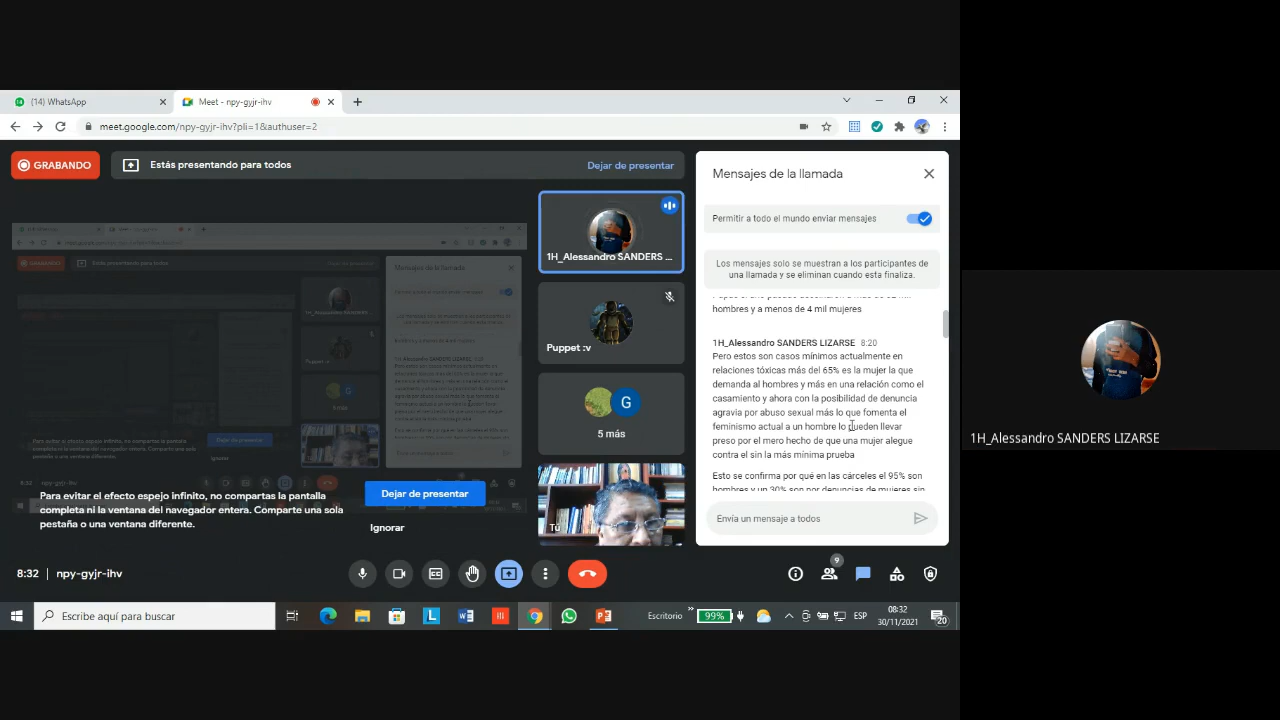 (14) WhatsApp
Meet - npy-gyjr-ihv
meet.google.com/npy-gyjr-ihv?pli=1&authuser=2
GRABANDO
Estás presentando para todos
Dejar de presentar
Mensajes de la llamada
Permitir a todo el mundo enviar mensajes
Los mensajes solo se muestran a los participantes de
una llamada y se eliminan cuando esta finaliza.
hombres y a menos de 4 mil mujeres
1H_Alessandro SANDERS LIZARSE 8:20
Pero estos son casos mínimos actualmente en
relaciones tóxicas más del 65% es la mujer la que
demanda al hombres y más en una relación como el
casamiento y ahora con la posibilidad de denuncia
agravia por abuso sexual más lo que fomenta el
feminismo actual a un hombre lo pueden llevar
preso por el mero hecho de que una mujer alegue
contra el sin la más mínima prueba
Esto se confirma por qué en las cárceles el 95% son
hombres y un 30% son por denuncias de mujeres sin
Envía un mensaje a todos
1H_Alessandro SANDERS ...
Puppet :v
G
5 más
Tú
Para evitar el efecto espejo infinito, no compartas la pantalla
completa ni la ventana del navegador entera. Comparte una sola
pestaña o una ventana diferente.
Dejar de presentar
Ignorar
8:32 | npy-gyjr-ihv
9
Escribe aquí para buscar
Escritorio
99%
ESP
08:32
30/11/2021
20
1H_Alessandro SANDERS LIZARSE